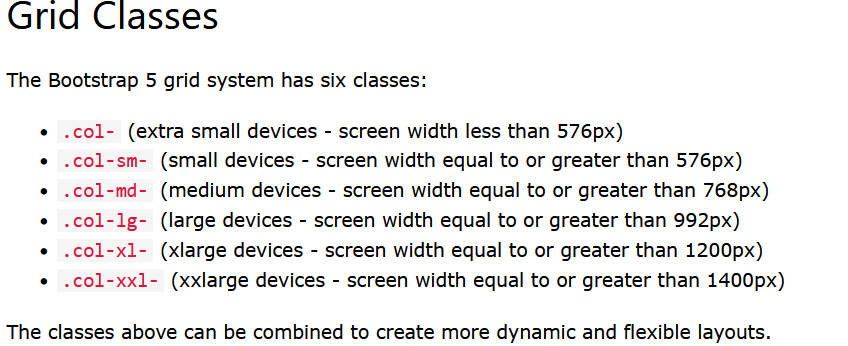 Grid Classes
The Bootstrap 5 grid system has six classes:
• .col- (extra small devices - screen width less than 576px)
• .col-sm- (small devices - screen width equal to or greater than 576px)
• .col-md- (medium devices - screen width equal to or greater than 768px)
• .col-lg- (large devices - screen width equal to or greater than 992px)
• .col-xl- (xlarge devices - screen width equal to or greater than 1200px)
• .col-xxl- (xxlarge devices - screen width equal to or greater than 1400px)
The classes above can be combined to create more dynamic and flexible layouts.